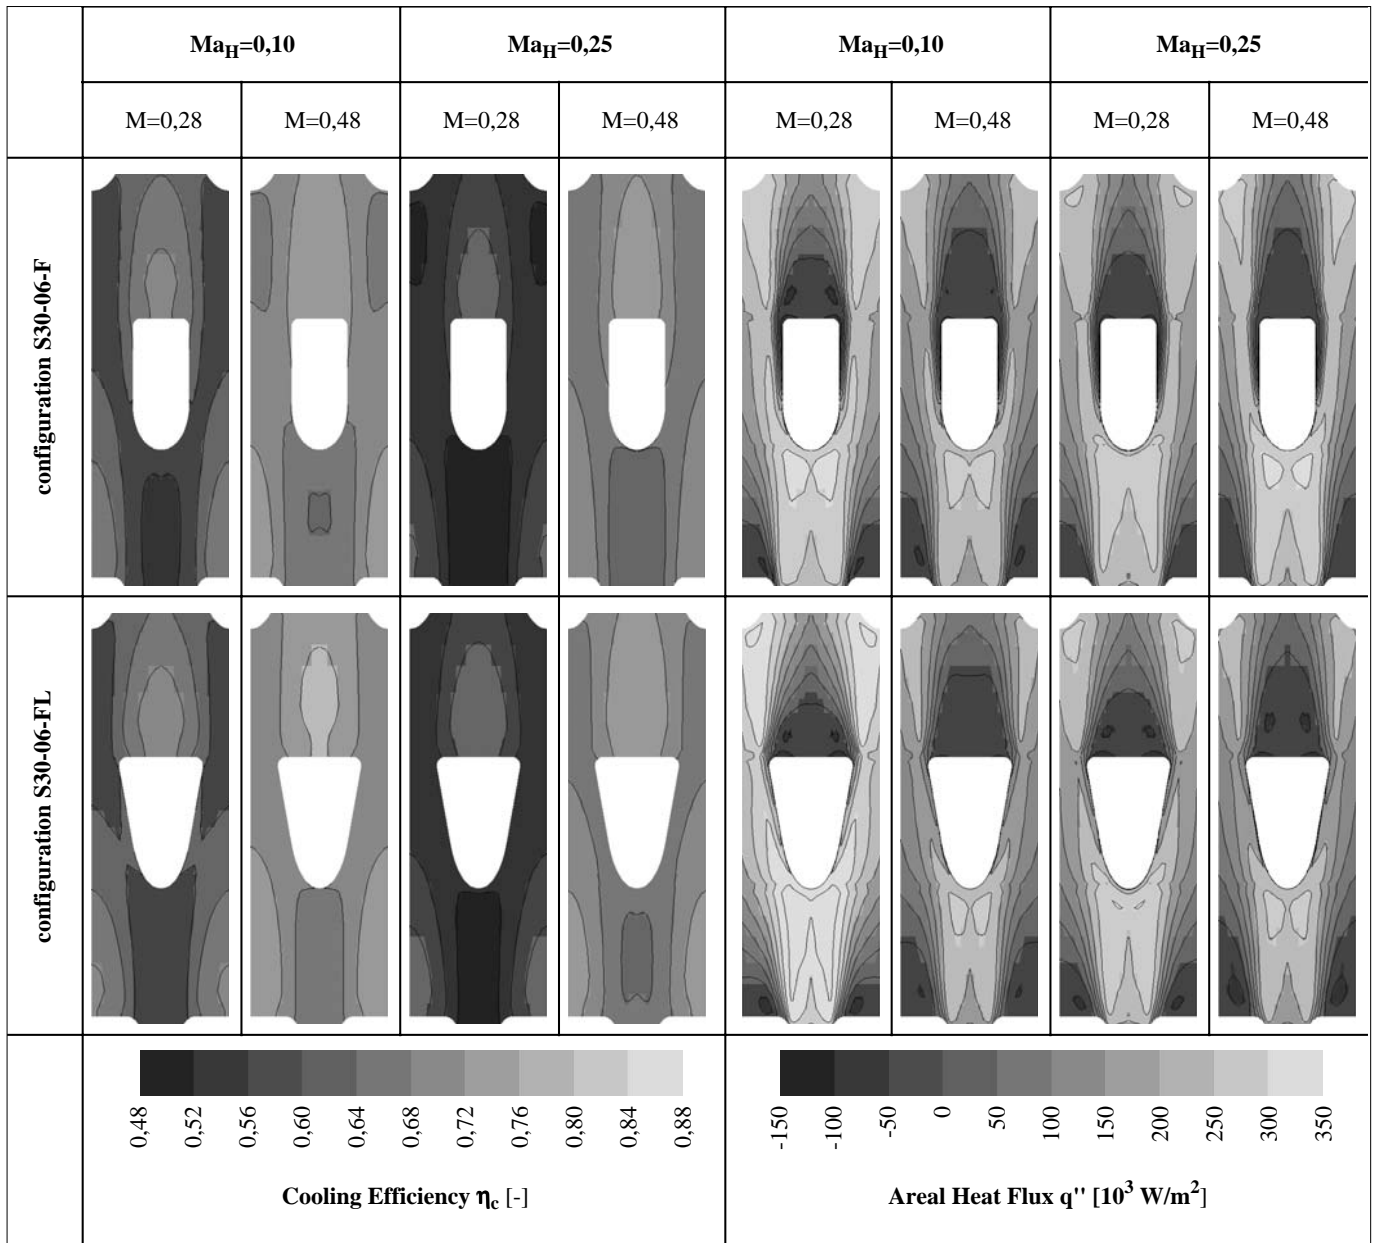 Ma_H=0,10 Ma_H=0,25 Ma_H=0,10 Ma_H=0,25
M=0,28 M=0,48 M=0,28 M=0,48 M=0,28 M=0,48 M=0,28 M=0,48
configuration S30-06-F
configuration S30-06-FL
0,48 0,52 0,56 0,60 0,64 0,68 0,72 0,76 0,80 0,84 0,88
-150 -100 -50 0 50 100 150 200 250 300 350
Cooling Efficiency η_c [-]
Areal Heat Flux q'' [10^3 W/m^2]